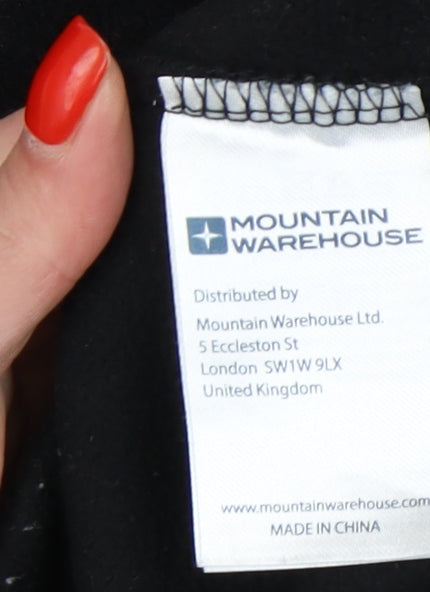 MOUNTAIN
WAREHOUSE
Distributed by
Mountain Warehouse Ltd.
5 Eccleston St
London SW1W 9LX
United Kingdom
www.mountainwarehouse.com
MADE IN CHINA